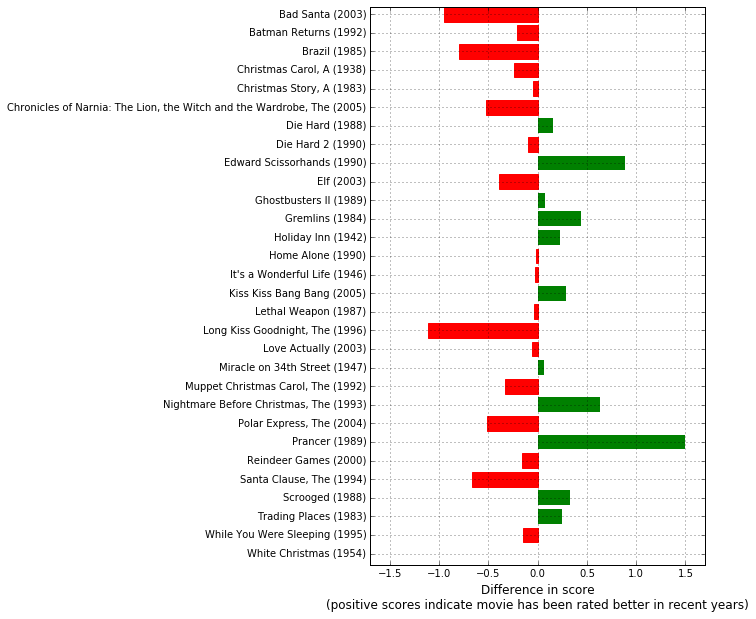 Bad Santa (2003)
Batman Returns (1992)
Brazil (1985)
Christmas Carol, A (1938)
Christmas Story, A (1983)
Chronicles of Narnia: The Lion, the Witch and the Wardrobe, The (2005)
Die Hard (1988)
Die Hard 2 (1990)
Edward Scissorhands (1990)
Elf (2003)
Ghostbusters II (1989)
Gremlins (1984)
Holiday Inn (1942)
Home Alone (1990)
It's a Wonderful Life (1946)
Kiss Kiss Bang Bang (2005)
Lethal Weapon (1987)
Long Kiss Goodnight, The (1996)
Love Actually (2003)
Miracle on 34th Street (1947)
Muppet Christmas Carol, The (1992)
Nightmare Before Christmas, The (1993)
Polar Express, The (2004)
Prancer (1989)
Reindeer Games (2000)
Santa Clause, The (1994)
Scrooged (1988)
Trading Places (1983)
While You Were Sleeping (1995)
White Christmas (1954)
−1.5 −1.0 −0.5 0.0 0.5 1.0 1.5
Difference in score
(positive scores indicate movie has been rated better in recent years)